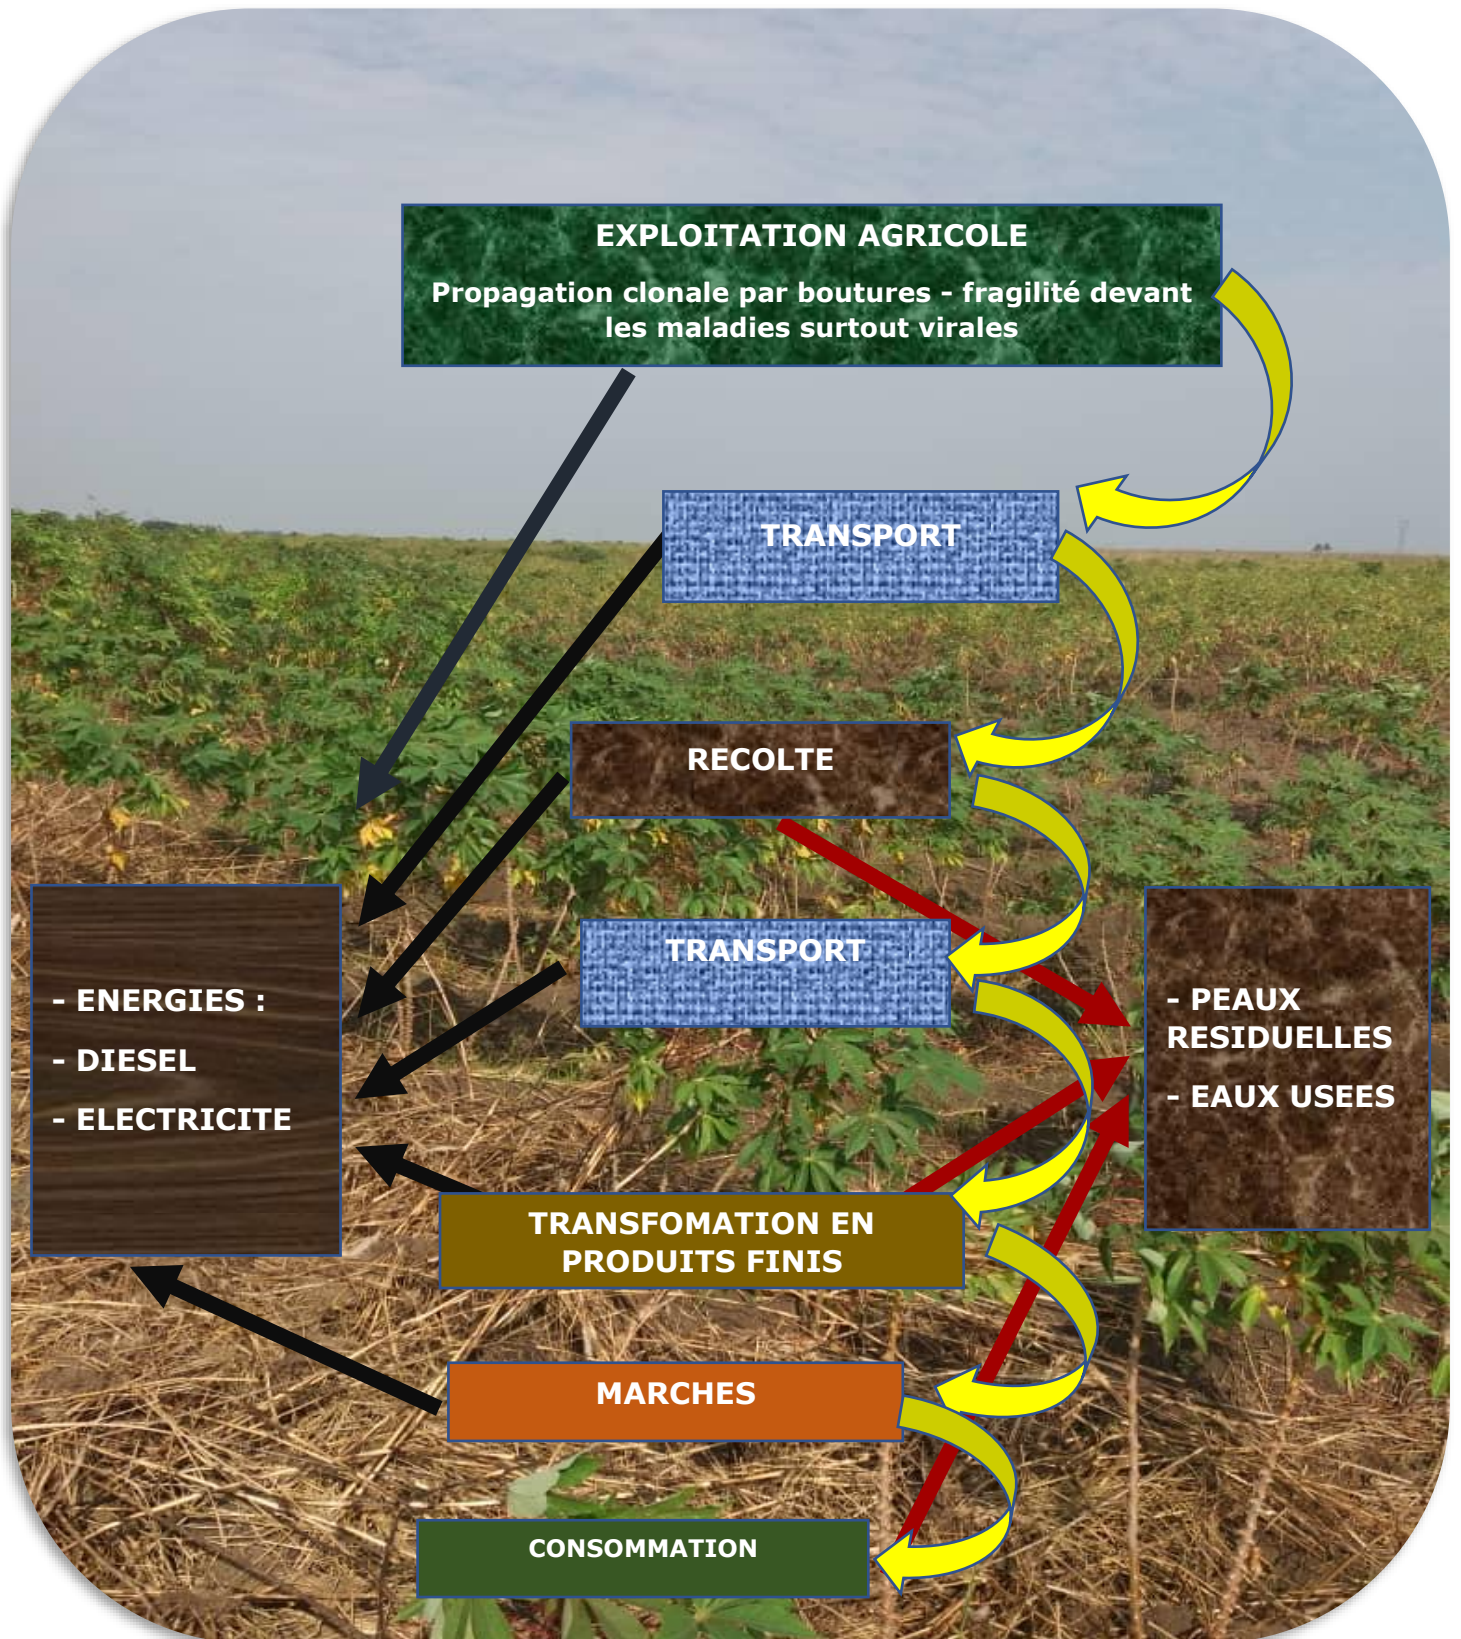 EXPLOITATION AGRICOLE
Propagation clonale par boutures - fragilité devant
les maladies surtout virales
TRANSPORT
RECOLTE
TRANSPORT
- ENERGIES :
- DIESEL
- ELECTRICITE
- PEAUX
RESIDUELLES
- EAUX USEES
TRANSFOMATION EN
PRODUITS FINIS
MARCHES
CONSOMMATION